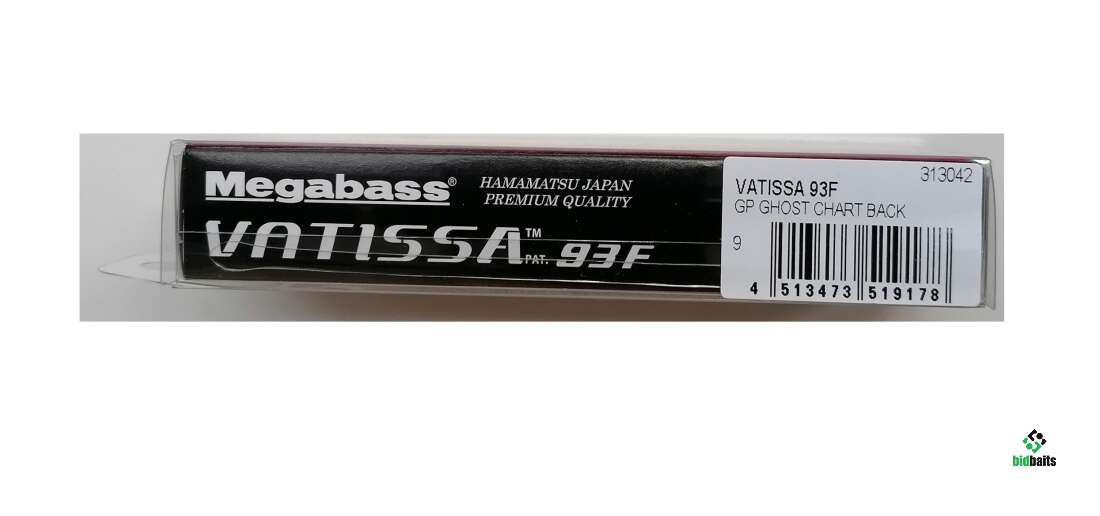 Megabass®
HAMAMATSU JAPAN
PREMIUM QUALITY
VATISSA™
PAT. 93F
313042
VATISSA 93F
GP GHOST CHART BACK
9
4 513473 519178
bidbaits